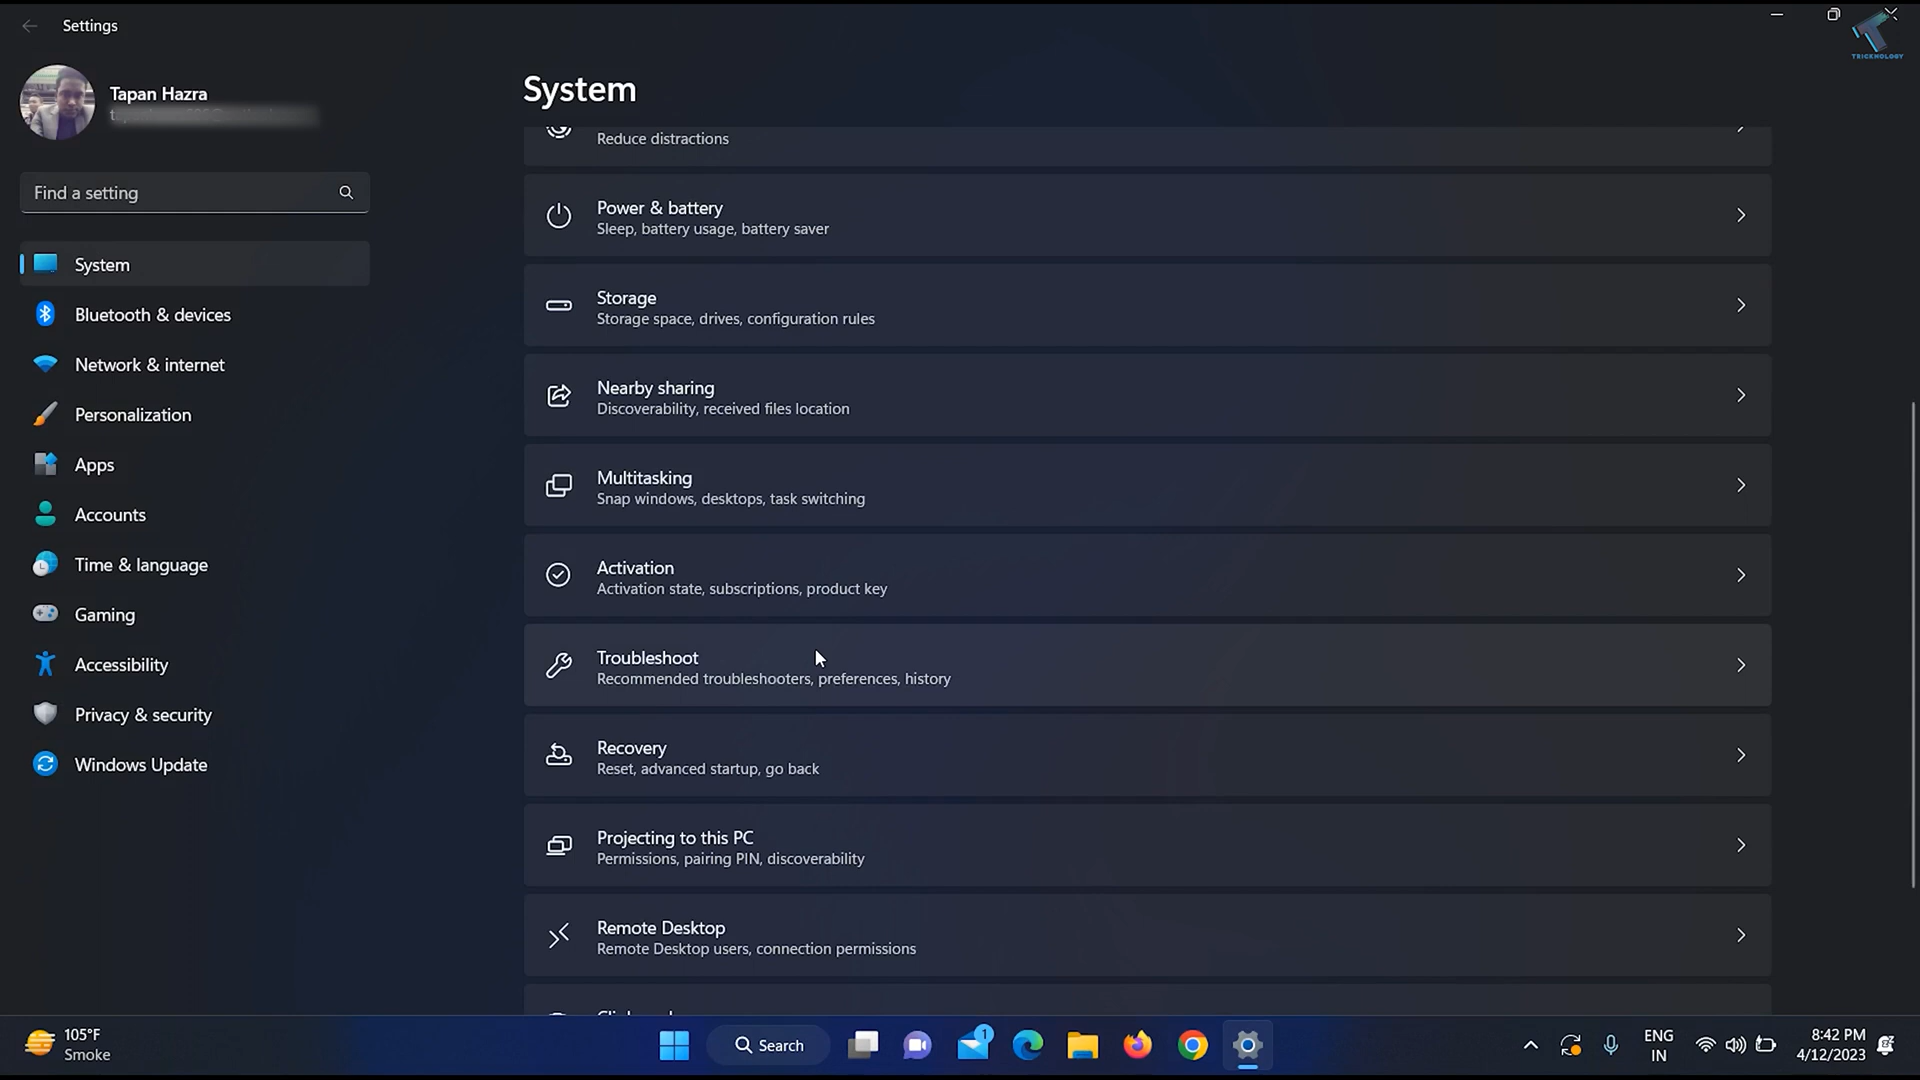 Settings
TRICKNOLOGY
Tapan Hazra
System
Find a setting
Reduce distractions
Power & battery
Sleep, battery usage, battery saver
Storage
Storage space, drives, configuration rules
Nearby sharing
Discoverability, received files location
Multitasking
Snap windows, desktops, task switching
Activation
Activation state, subscriptions, product key
Troubleshoot
Recommended troubleshooters, preferences, history
Recovery
Reset, advanced startup, go back
Projecting to this PC
Permissions, pairing PIN, discoverability
Remote Desktop
Remote Desktop users, connection permissions
System
Bluetooth & devices
Network & internet
Personalization
Apps
Accounts
Time & language
Gaming
Accessibility
Privacy & security
Windows Update
105°F
Smoke
Search
1
ENG
IN
8:42 PM
4/12/2023